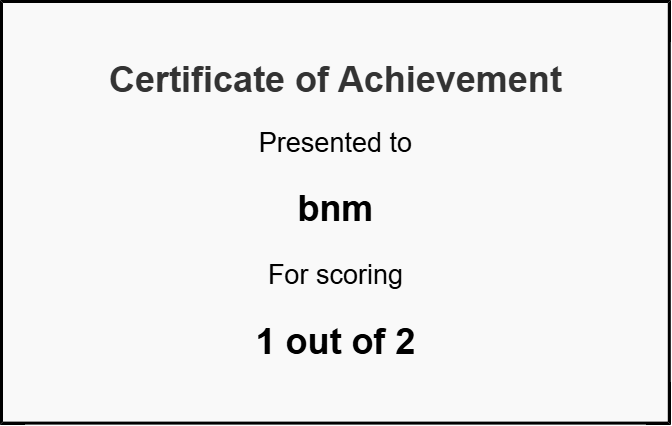 Certificate of Achievement
Presented to
bnm
For scoring
1 out of 2